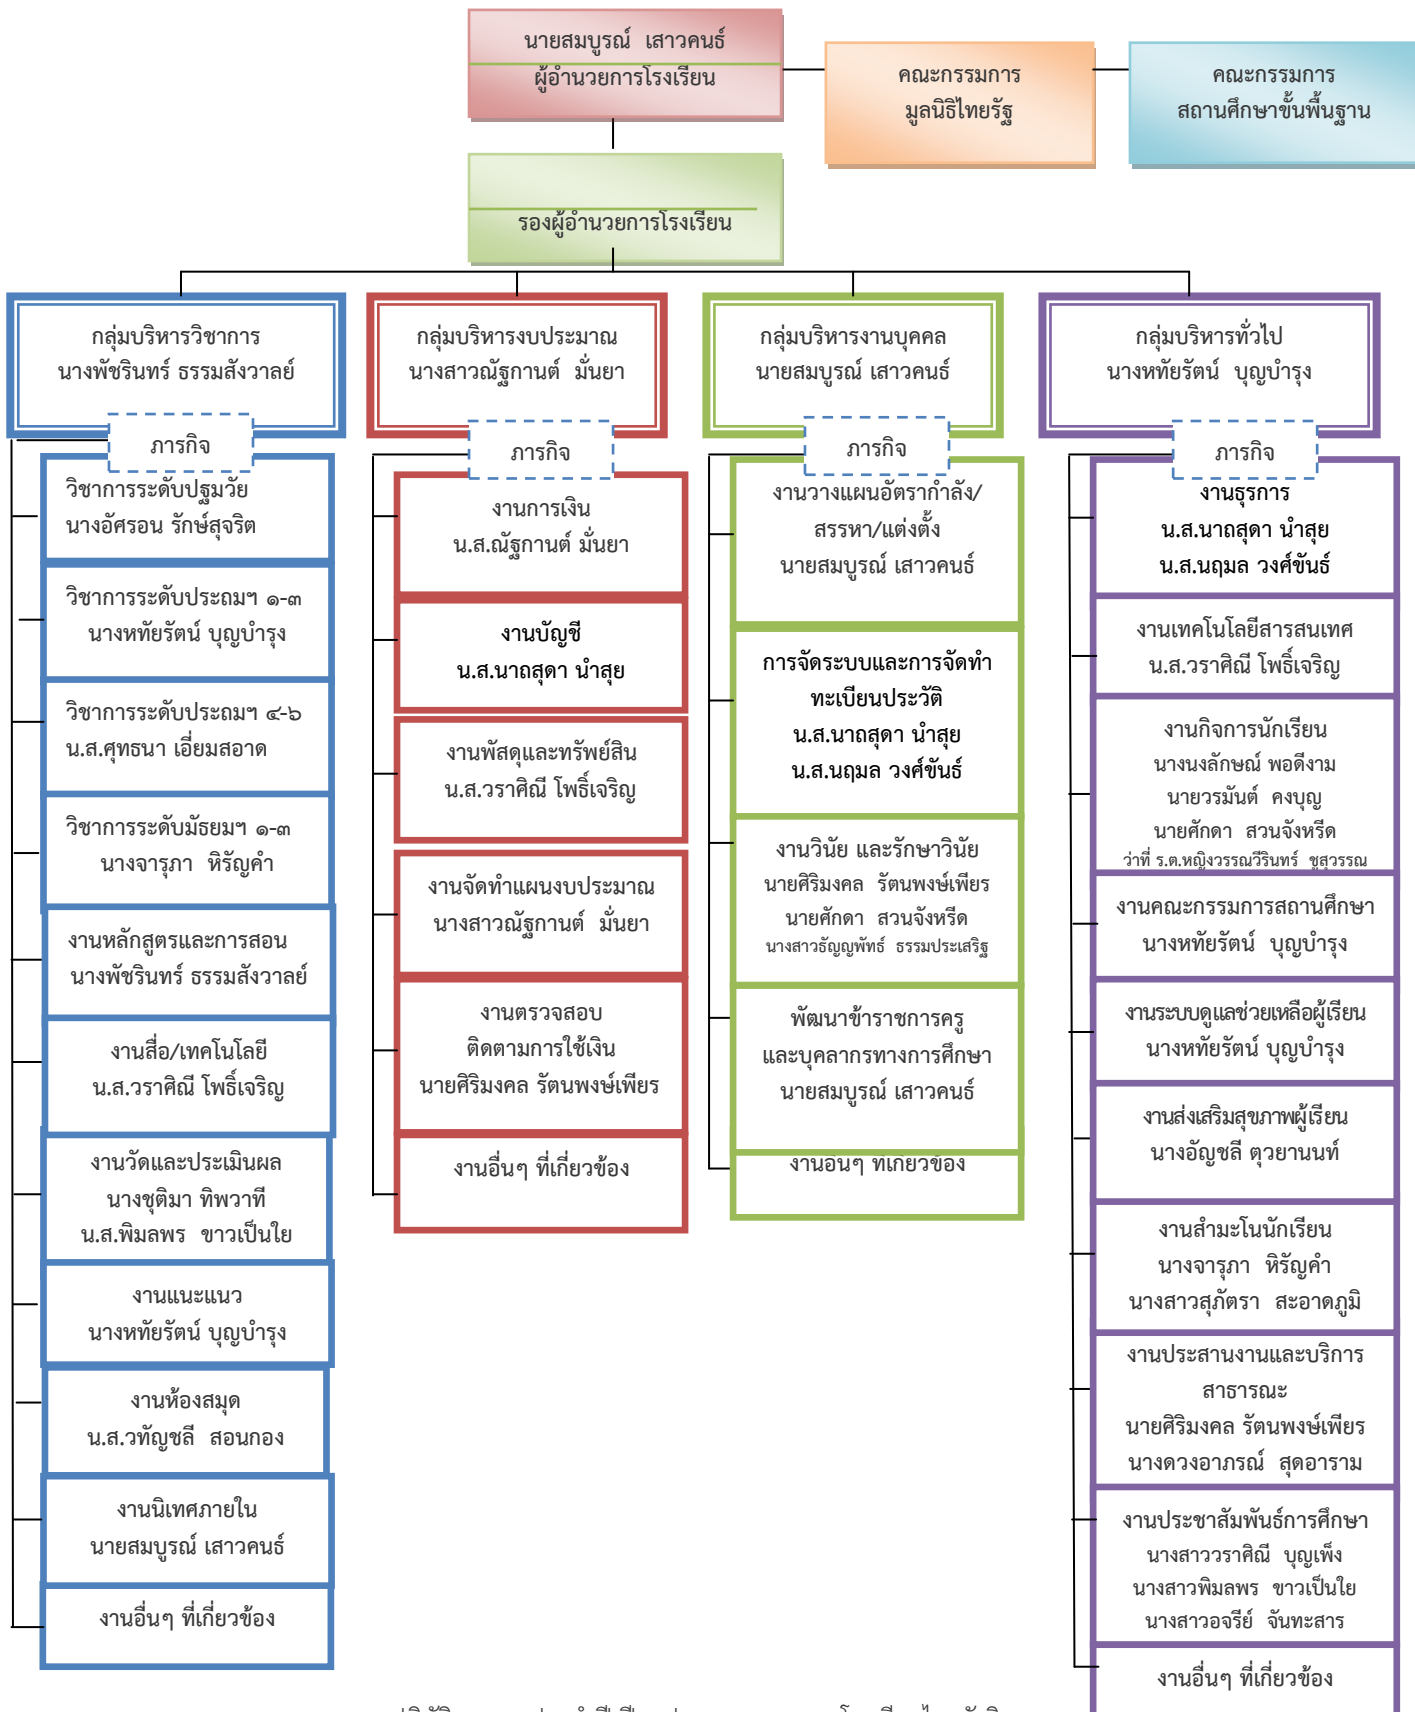 นายสมบูรณ์ เสาวคนธ์
ผู้อำนวยการโรงเรียน
คณะกรรมการ
มูลนิธิไทยรัฐ
คณะกรรมการ
สถานศึกษาขั้นพื้นฐาน
รองผู้อำนวยการโรงเรียน
กลุ่มบริหารวิชาการ
นางพัชรินทร์ ธรรมสังวาลย์
ภารกิจ
วิชาการระดับปฐมวัย
นางอัศรอน รักษ์สุจริต
วิชาการระดับประถมฯ ๑-๓
นางหทัยรัตน์ บุญบำรุง
วิชาการระดับประถมฯ ๔-๖
น.ส.ศุทธนา เอี่ยมสอาด
วิชาการระดับมัธยมฯ ๑-๓
นางจารุภา หิรัญคำ
งานหลักสูตรและการสอน
นางพัชรินทร์ ธรรมสังวาลย์
งานสื่อ/เทคโนโลยี
น.ส.วราศิณี โพธิ์เจริญ
งานวัดและประเมินผล
นางชุติมา ทิพวาที
น.ส.พิมลพร ขาวเป็นใย
งานแนะแนว
นางหทัยรัตน์ บุญบำรุง
งานห้องสมุด
น.ส.วทัญชลี สอนกอง
งานนิเทศภายใน
นายสมบูรณ์ เสาวคนธ์
งานอื่นๆ ที่เกี่ยวข้อง
กลุ่มบริหารงบประมาณ
นางสาวณัฐกานต์ มั่นยา
ภารกิจ
งานการเงิน
น.ส.ณัฐกานต์ มั่นยา
งานบัญชี
น.ส.นาถสุดา นำสุย
งานพัสดุและทรัพย์สิน
น.ส.วราศิณี โพธิ์เจริญ
งานจัดทำแผนงบประมาณ
นางสาวณัฐกานต์ มั่นยา
งานตรวจสอบ
ติดตามการใช้เงิน
นายศิริมงคล รัตนพงษ์เพียร
งานอื่นๆ ที่เกี่ยวข้อง
กลุ่มบริหารงานบุคคล
นายสมบูรณ์ เสาวคนธ์
ภารกิจ
งานวางแผนอัตรากำลัง/
สรรหา/แต่งตั้ง
นายสมบูรณ์ เสาวคนธ์
การจัดระบบและการจัดทำ
ทะเบียนประวัติ
น.ส.นาถสุดา นำสุย
น.ส.นฤมล วงศ์ขันธ์
งานวินัย และรักษาวินัย
นายศิริมงคล รัตนพงษ์เพียร
นายศักดา สวนจังหรีด
นางสาวธัญญพัทธ์ ธรรมประเสริฐ
พัฒนาข้าราชการครู
และบุคลากรทางการศึกษา
นายสมบูรณ์ เสาวคนธ์
งานอื่นๆ ที่เกี่ยวข้อง
กลุ่มบริหารทั่วไป
นางหทัยรัตน์ บุญบำรุง
ภารกิจ
งานธุรการ
น.ส.นาถสุดา นำสุย
น.ส.นฤมล วงศ์ขันธ์
งานเทคโนโลยีสารสนเทศ
น.ส.วราศิณี โพธิ์เจริญ
งานกิจการนักเรียน
นางนงลักษณ์ พอดีงาม
นายวรมันต์ คงบุญ
นายศักดา สวนจังหรีด
ว่าที่ ร.ต.หญิงวรรณวีรินทร์ ชูสุวรรณ
งานคณะกรรมการสถานศึกษา
นางหทัยรัตน์ บุญบำรุง
งานระบบดูแลช่วยเหลือผู้เรียน
นางหทัยรัตน์ บุญบำรุง
งานส่งเสริมสุขภาพผู้เรียน
นางอัญชลี ตุวยานนท์
งานสำมะโนนักเรียน
นางจารุภา หิรัญคำ
นางสาวสุภัตรา สะอาดภูมิ
งานประสานงานและบริการ
สาธารณะ
นายศิริมงคล รัตนพงษ์เพียร
นางดวงอาภรณ์ สุดอาราม
งานประชาสัมพันธ์การศึกษา
นางสาววราศิณี บุญเพ็ง
นางสาวพิมลพร ขาวเป็นใย
นางสาวอจรีย์ จันทะสาร
งานอื่นๆ ที่เกี่ยวข้อง